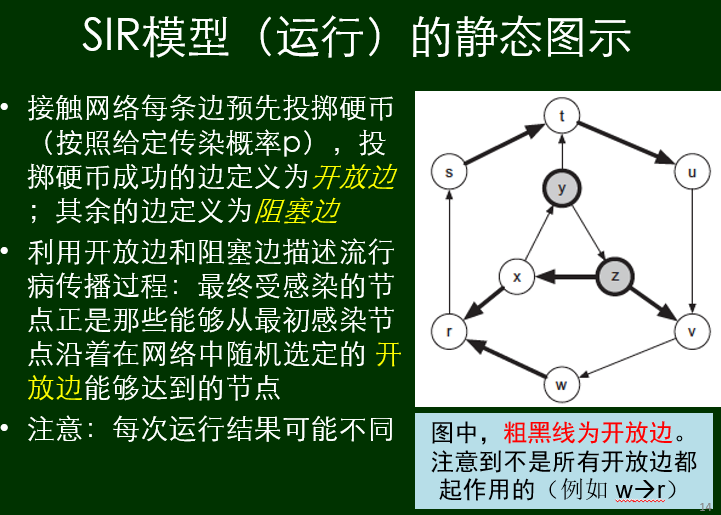 SIR模型（运行）的静态图示
• 接触网络每条边预先投掷硬币
（按照给定传染概率p），投
掷硬币成功的边定义为开放边
；其余的边定义为阻塞边
• 利用开放边和阻塞边描述流行
病传播过程：最终受感染的节
点正是那些能够从最初感染节
点沿着在网络中随机选定的 开
放边能够达到的节点
• 注意：每次运行结果可能不同
t
s
u
y
x
z
r
v
w
图中，粗黑线为开放边。
注意到不是所有开放边都
起作用的（例如 w→r）
14